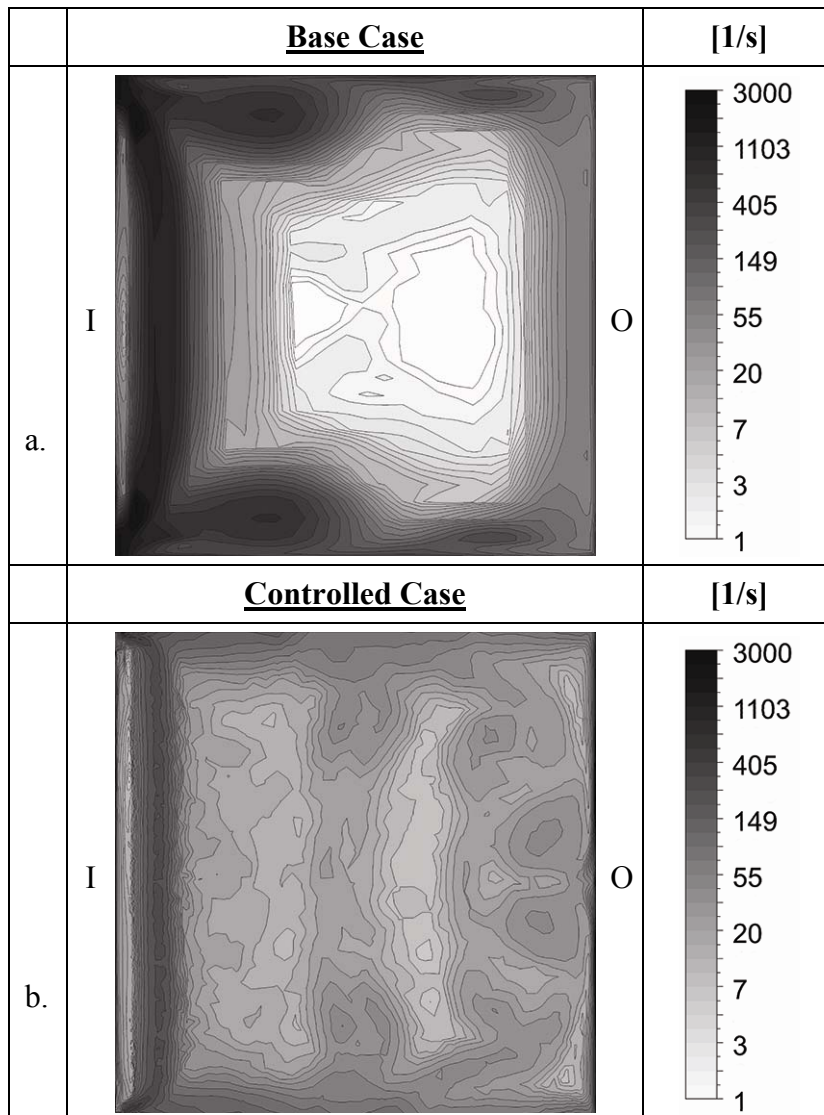 Base Case [1/s]
a.
I
O
3000
1103
405
149
55
20
7
3
1
Controlled Case [1/s]
b.
I
O
3000
1103
405
149
55
20
7
3
1